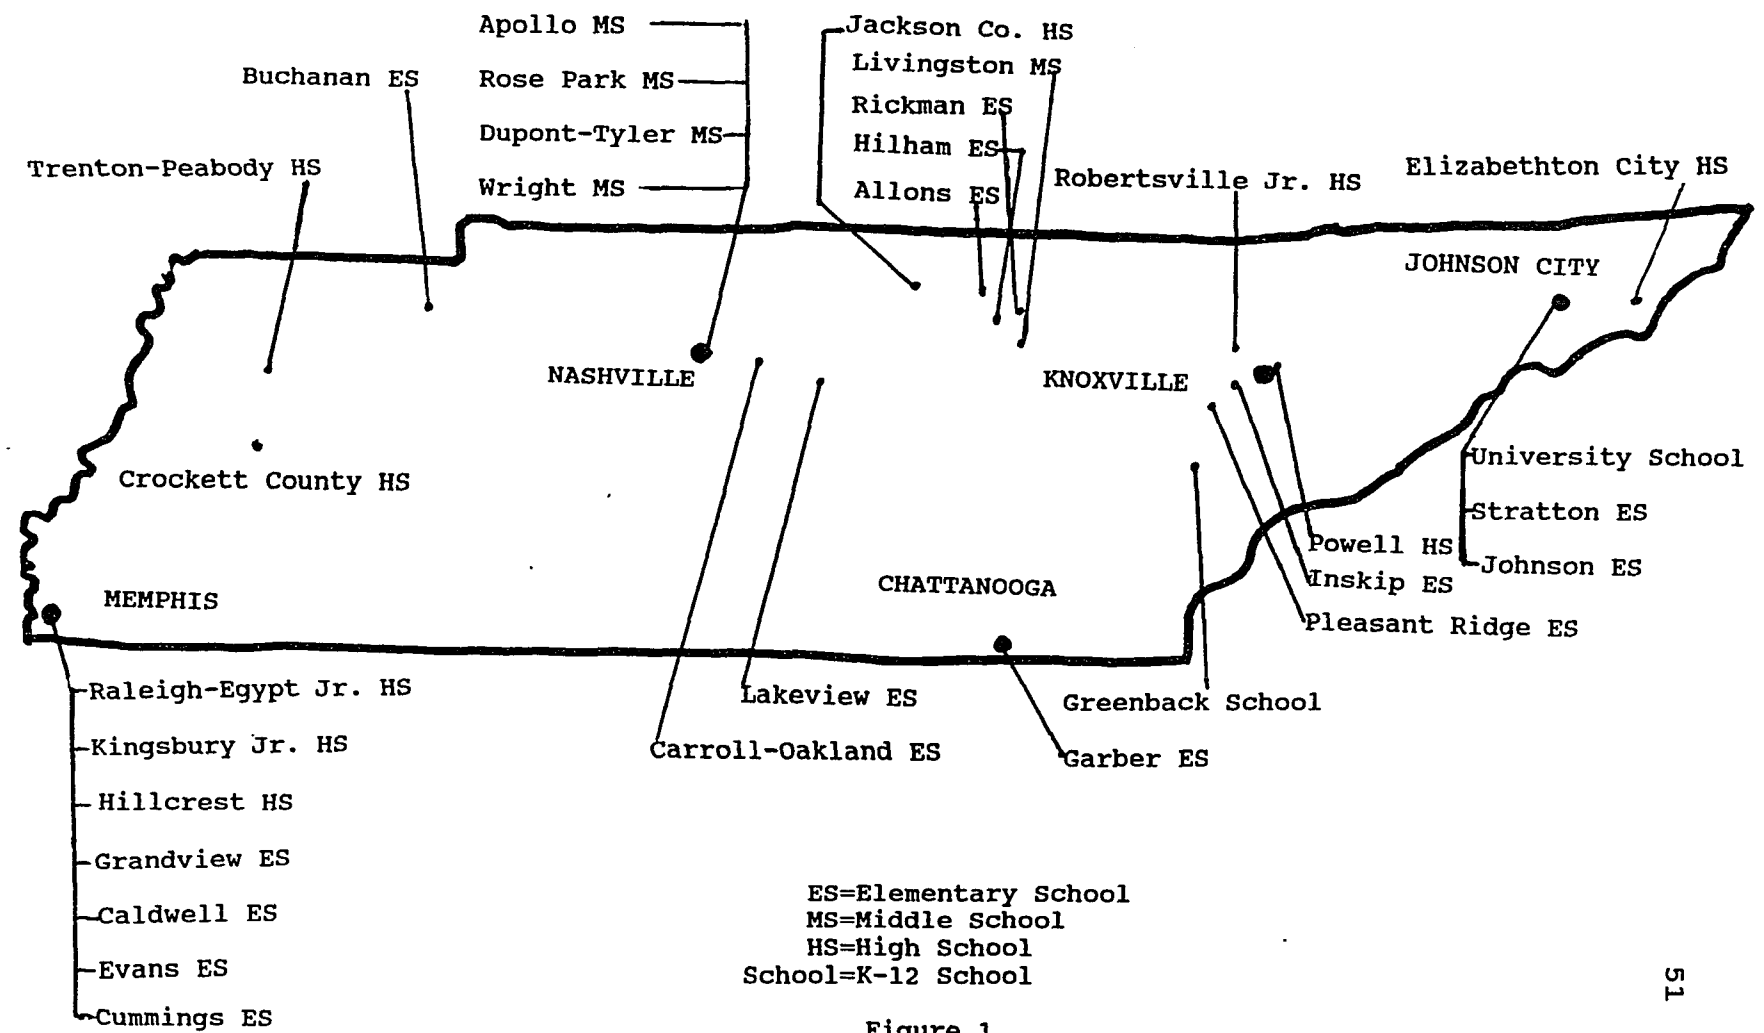 Apollo MS
Jackson Co. HS
Livingston MS
Buchanan ES
Rose Park MS
Rickman ES
Dupont-Tyler MS
Hilham ES
Trenton-Peabody HS
Wright MS
Allons ES
Robertsville Jr. HS
Elizabethton City HS
JOHNSON CITY
NASHVILLE
KNOXVILLE
Crockett County HS
University School
Stratton ES
Johnson ES
Powell HS
Inskip ES
Pleasant Ridge ES
MEMPHIS
CHATTANOOGA
Raleigh-Egypt Jr. HS
Kingsbury Jr. HS
Hillcrest HS
Grandview ES
Caldwell ES
Evans ES
Cummings ES
Lakeview ES
Carroll-Oakland ES
Greenback School
Garber ES
ES=Elementary School
MS=Middle School
HS=High School
School=K-12 School
51
Figure 1